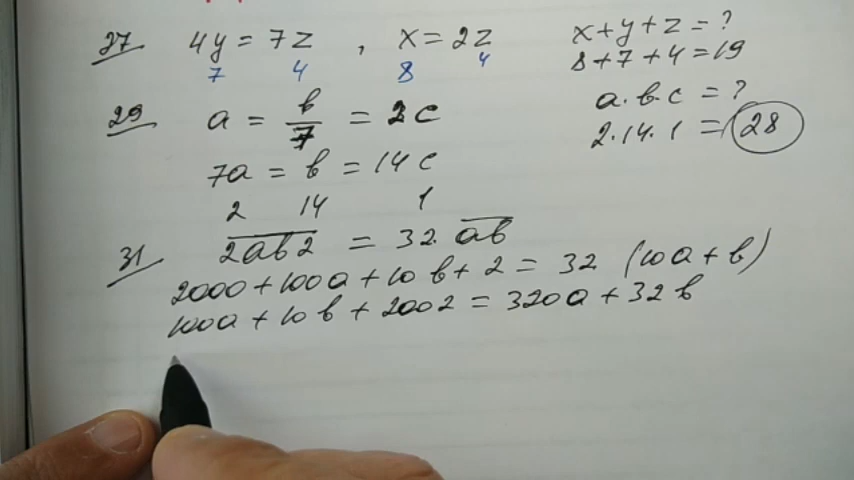 27 4y = 7z , x = 2z x + y + z = ?
7 4 8 4 8 + 7 + 4 = 19
29 a = b/7 = 2c a . b . c = ?
7a = b = 14c 2 . 14 . 1 = 28
2 14 1
31 2ab2 = 32 . ab
2000 + 100a + 10b + 2 = 32 (10a + b)
100a + 10b + 2002 = 320a + 32b